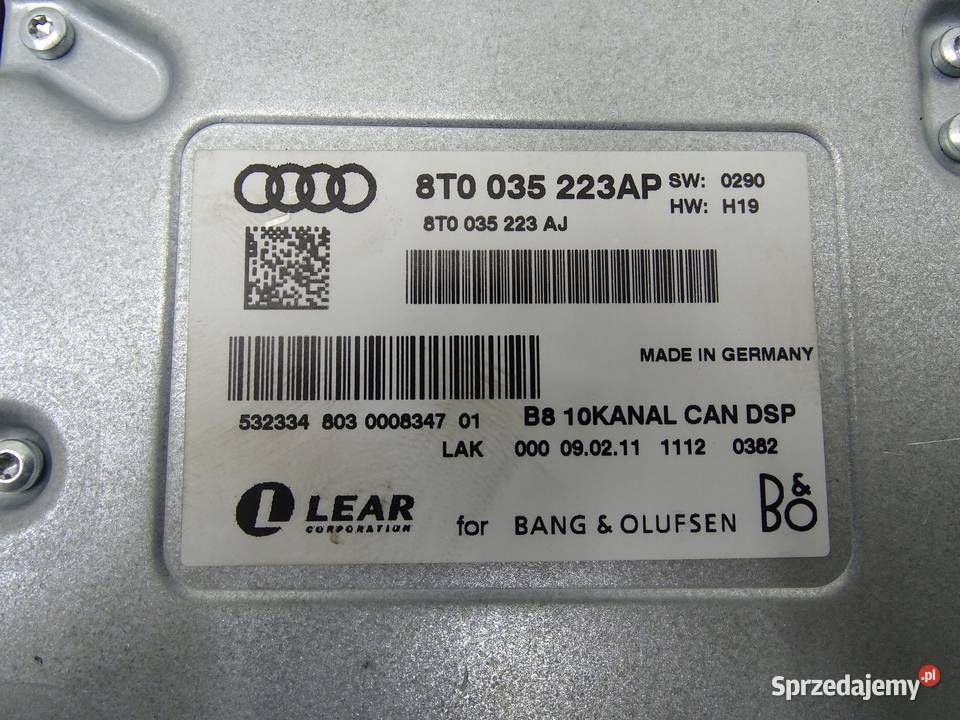 8T0 035 223AP SW: 0290
HW: H19
8T0 035 223 AJ
MADE IN GERMANY
532334 803 0008347 01 B8 10KANAL CAN DSP
LAK 000 09.02.11 1112 0382
L LEAR
CORPORATION
for BANG & OLUFSEN B&O
Sprzedajemy.pl